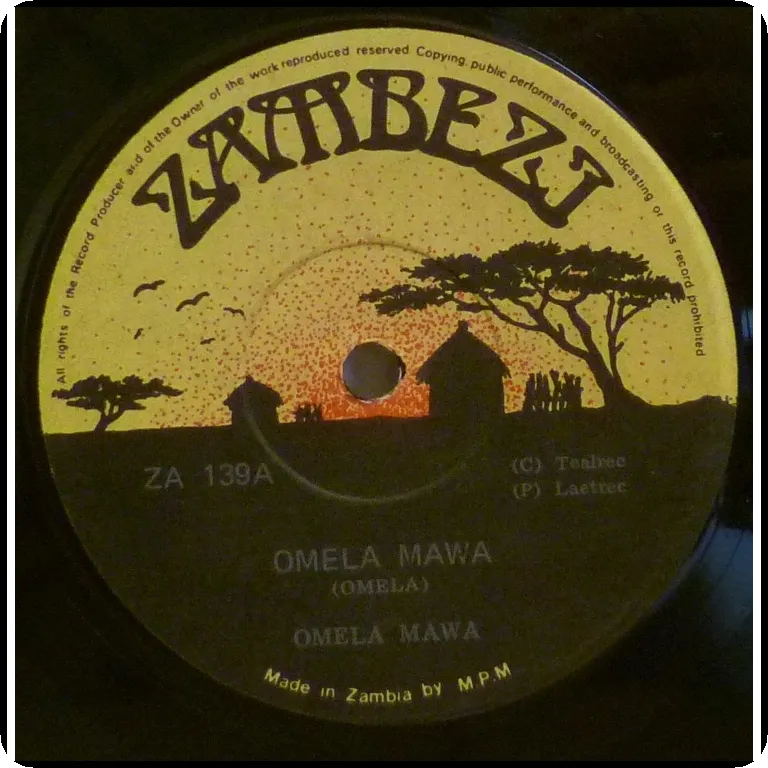 All rights of the Record Producer and of the Owner of the work reproduced reserved Copying, public performance and broadcasting of this record prohibited
ZAMBEZI
ZA 139A
(C) Tealrec
(P) Laetrec
OMELA MAWA
(OMELA)
OMELA MAWA
Made in Zambia by M.P.M